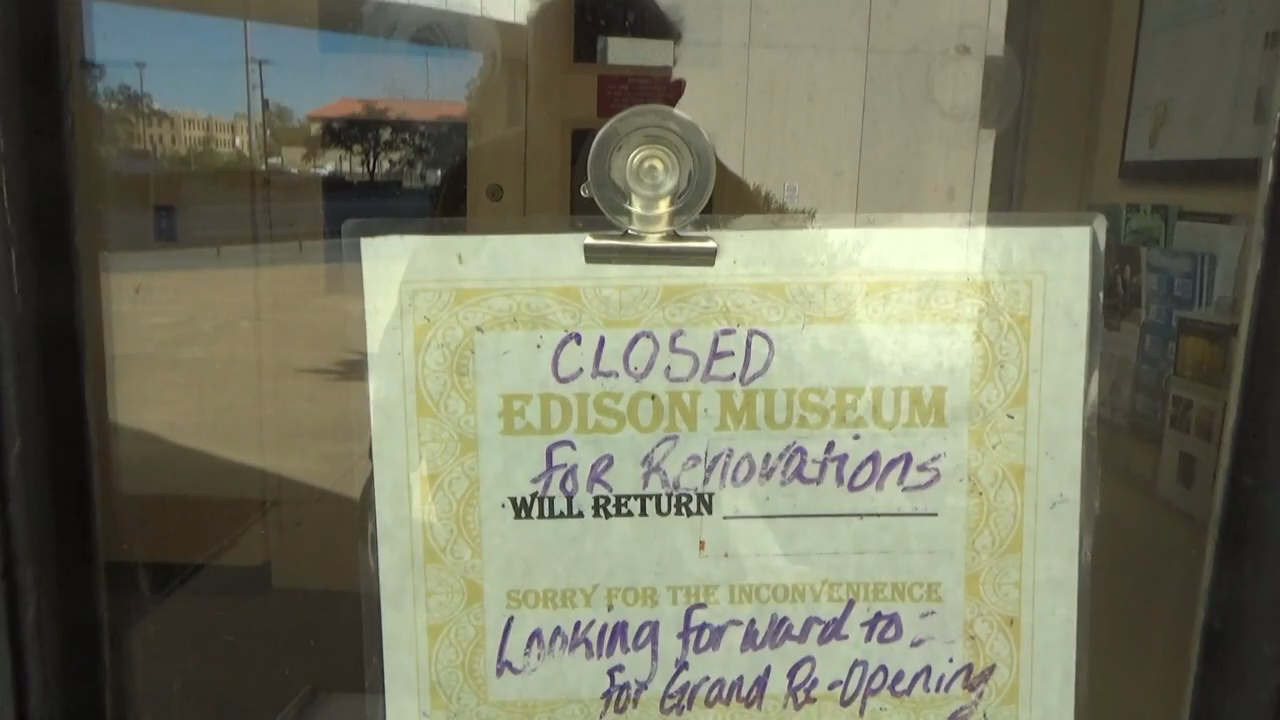 CLOSED
EDISON MUSEUM
for Renovations
WILL RETURN
SORRY FOR THE INCONVENIENCE
Looking forward to:
for Grand Re-Opening